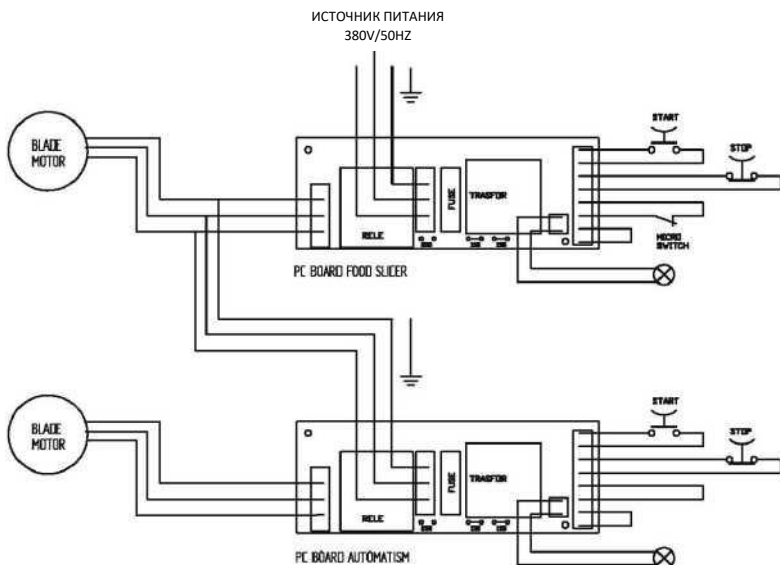 ИСТОЧНИК ПИТАНИЯ
380V/50HZ
BLADE
MOTOR
RELE
FUSE
TRASFOR
START
STOP
MICRO
SWITCH
PC BOARD FOOD SLICER
BLADE
MOTOR
RELE
FUSE
TRASFOR
START
STOP
PC BOARD AUTOMATISM